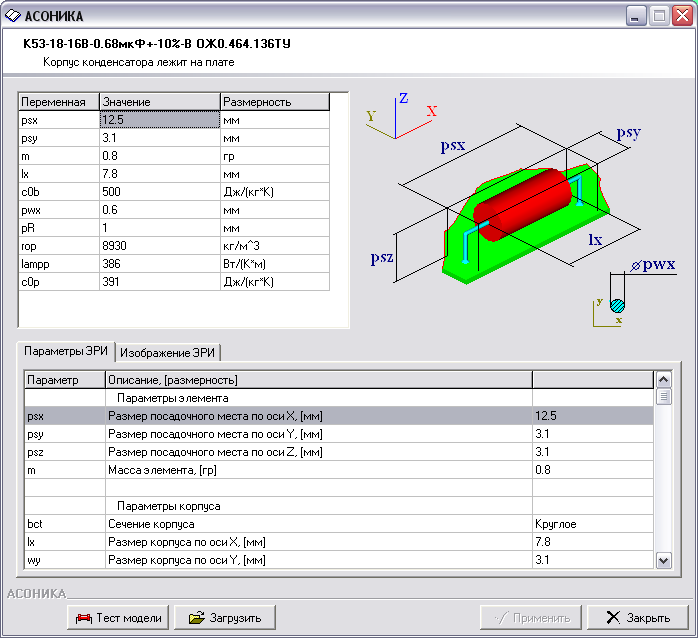 АСОНИКА
К53-18-16В-0.68мкФ+-10%-В ОЖ0.464.136ТУ
Корпус конденсатора лежит на плате
Переменная Значение Размерность
psx 12.5 мм
psy 3.1 мм
m 0.8 гр
lx 7.8 мм
c0b 500 Дж/(кг*К)
pwx 0.6 мм
pR 1 мм
rop 8930 кг/м^3
lampp 386 Вт/(К*м)
c0p 391 Дж/(кг*К)
Z
Y
X
psx
psy
psz
lx
⌀pwx
y
x
Параметры ЭРИ Изображение ЭРИ
Параметр Описание, [размерность]
Параметры элемента
psx Размер посадочного места по оси X, [мм] 12.5
psy Размер посадочного места по оси Y, [мм] 3.1
psz Размер посадочного места по оси Z, [мм] 3.1
m Масса элемента, [гр] 0.8
Параметры корпуса
bct Сечение корпуса Круглое
lx Размер корпуса по оси X, [мм] 7.8
wy Размер корпуса по оси Y, [мм] 3.1
АСОНИКА
Тест модели Загрузить Применить Закрыть